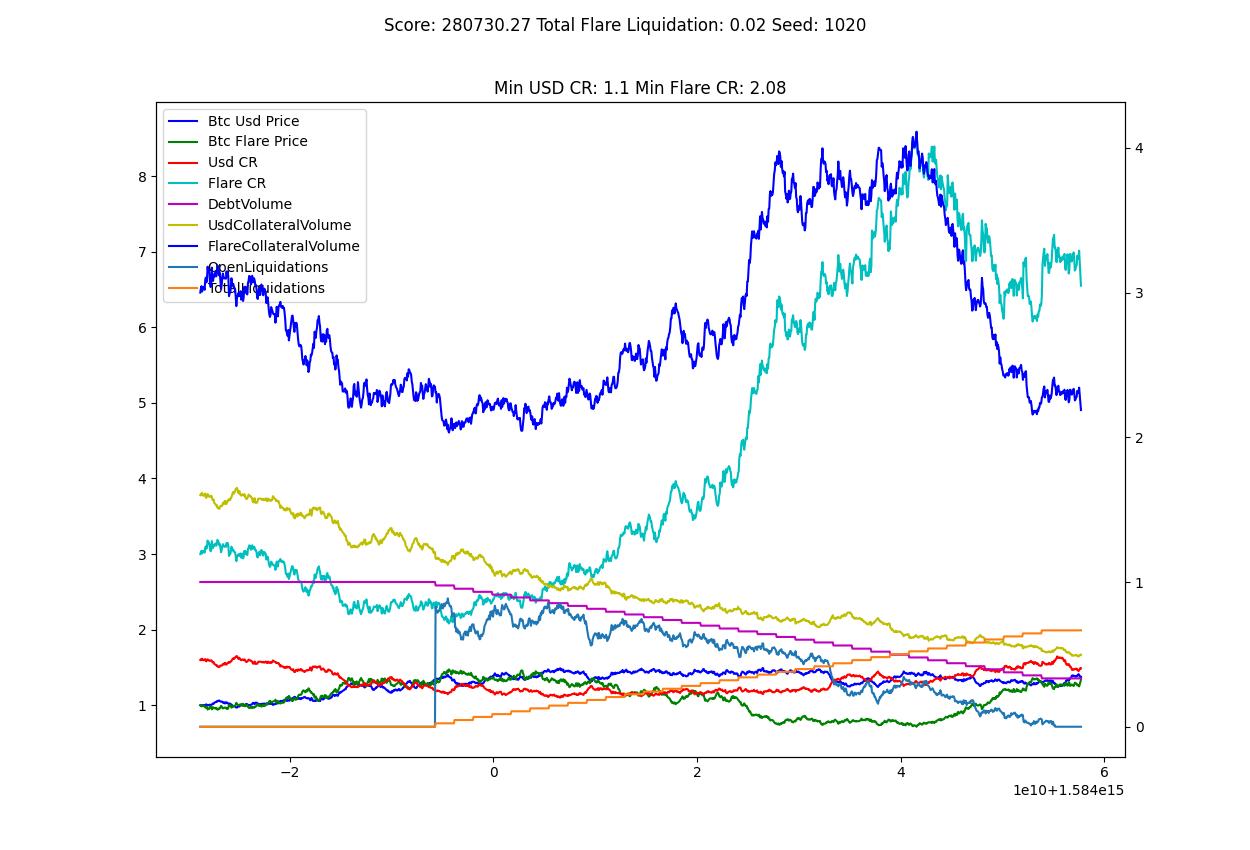 Score: 280730.27 Total Flare Liquidation: 0.02 Seed: 1020
Min USD CR: 1.1 Min Flare CR: 2.08
Btc Usd Price
Btc Flare Price
Usd CR
Flare CR
DebtVolume
UsdCollateralVolume
FlareCollateralVolume
OpenLiquidations
TotalLiquidations
8
7
6
5
4
3
2
1
4
3
2
1
0
−2
0
2
4
6
1e10+1.584e15